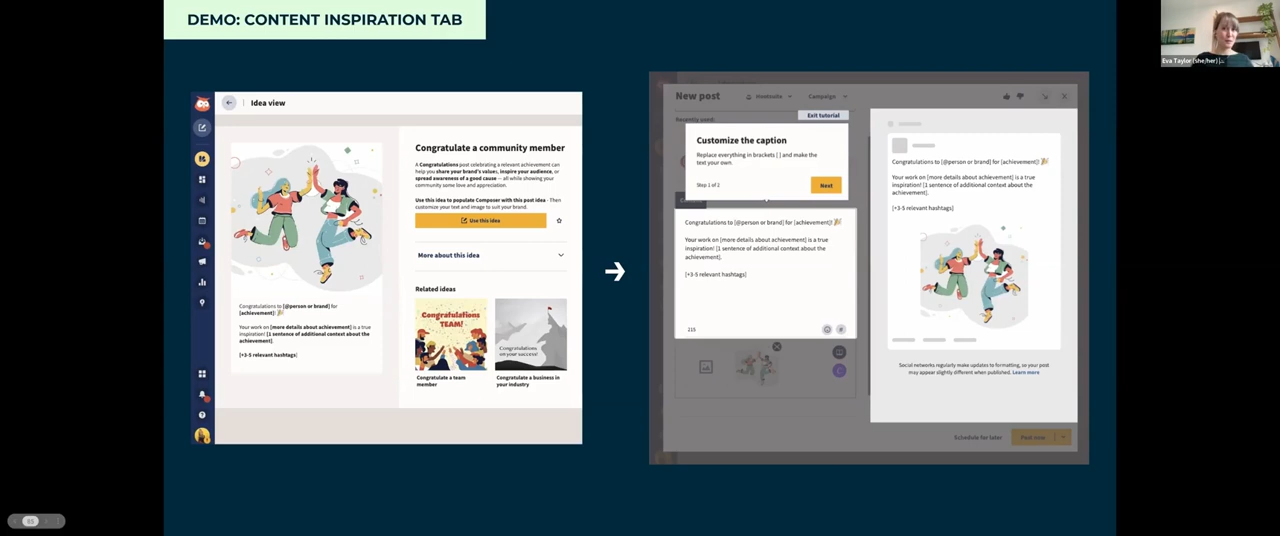 DEMO: CONTENT INSPIRATION TAB
Eva Taylor (she/her) |...
Idea view
Congratulations to [@person or brand] for
[achievement]! 🎉
Your work on [more details about achievement] is a true
inspiration! [1 sentence of additional context about the
achievement].
[+3-5 relevant hashtags]
Congratulate a community member
A Congratulations post celebrating a relevant achievement can
help you share your brand's values, inspire your audience, or
spread awareness of a good cause -- all while showing your
community some love and appreciation.
Use this idea to populate Composer with this post idea - Then
customize your text and image to suit your brand.
Use this idea
More about this idea
Related ideas
Congratulations
TEAM!
Congratulations
on your success!
Congratulate a team
member
Congratulate a business in
your industry
New post
Campaign
Recently used:
Exit tutorial
Customize the caption
Replace everything in brackets [ ] and make the
text your own.
Step 1 of 2
Next
Congratulations to [@person or brand] for [achievement]! 🎉
Your work on [more details about achievement] is a true
inspiration! [1 sentence of additional context about the
achievement].
[+3-5 relevant hashtags]
215
Congratulations to [@person or brand] for [achievement]! 🎉
Your work on [more details about achievement] is a true
inspiration! [1 sentence of additional context about the
achievement].
[+3-5 relevant hashtags]
Social networks regularly make updates to formatting, so your post
may appear slightly different when published. Learn more
Schedule for later
Post now
85